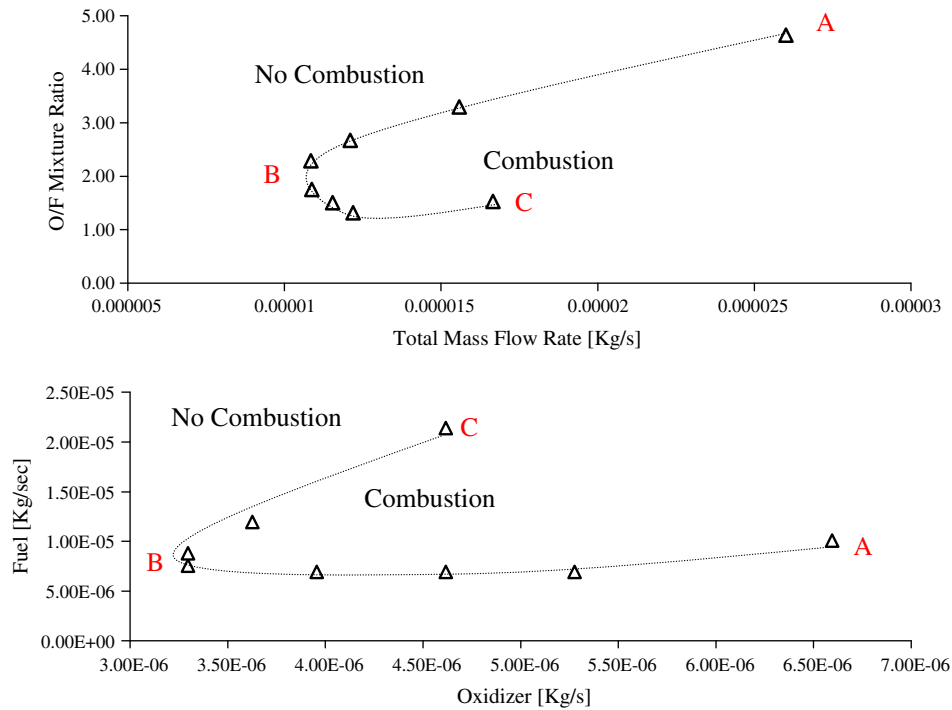 A
5.00
4.00
No Combustion
3.00
Combustion
B
2.00
C
1.00
0.00
O/F Mixture Ratio
0.000005 0.00001 0.000015 0.00002 0.000025 0.00003
Total Mass Flow Rate [Kg/s]
2.50E-05
No Combustion
C
2.00E-05
1.50E-05
Combustion
1.00E-05
A
B
5.00E-06
0.00E+00
Fuel [Kg/sec]
3.00E-06 3.50E-06 4.00E-06 4.50E-06 5.00E-06 5.50E-06 6.00E-06 6.50E-06 7.00E-06
Oxidizer [Kg/s]